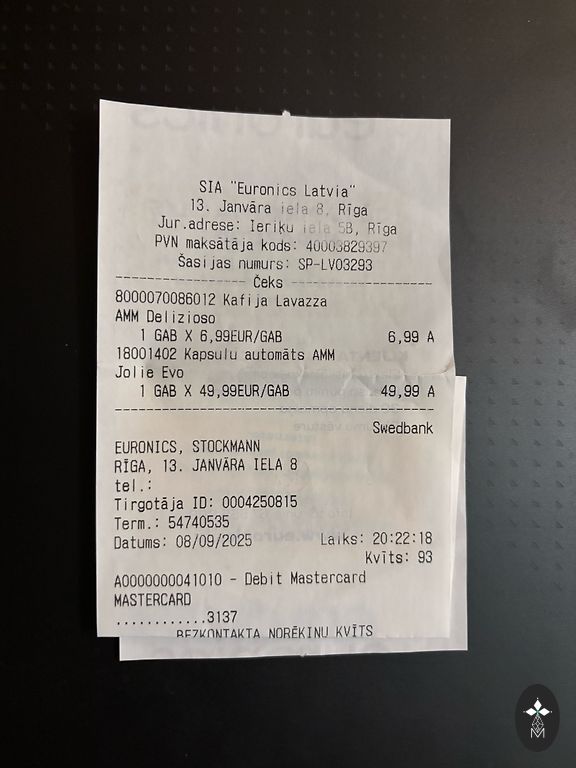 SIA "Euronics Latvia"
13. Janvāra iela 8, Rīga
Jur.adrese: Ieriķu iela 5B, Rīga
PVN maksātāja kods: 40003829397
Šasijas numurs: SP-LV03293
Čeks
8000070086012 Kafija Lavazza
AMM Delizioso
1 GAB X 6,99EUR/GAB 6,99 A
18001402 Kapsulu automāts AMM
Jolie Evo
1 GAB X 49,99EUR/GAB 49,99 A
Swedbank
EURONICS, STOCKMANN
RĪGA, 13. JANVĀRA IELA 8
tel.:
Tirgotāja ID: 0004250815
Term.: 54740535
Datums: 08/09/2025 Laiks: 20:22:18
Kvīts: 93
A0000000041010 - Debit Mastercard
MASTERCARD
............3137
BEZKONTAKTA NORĒĶINU KVĪTS
M